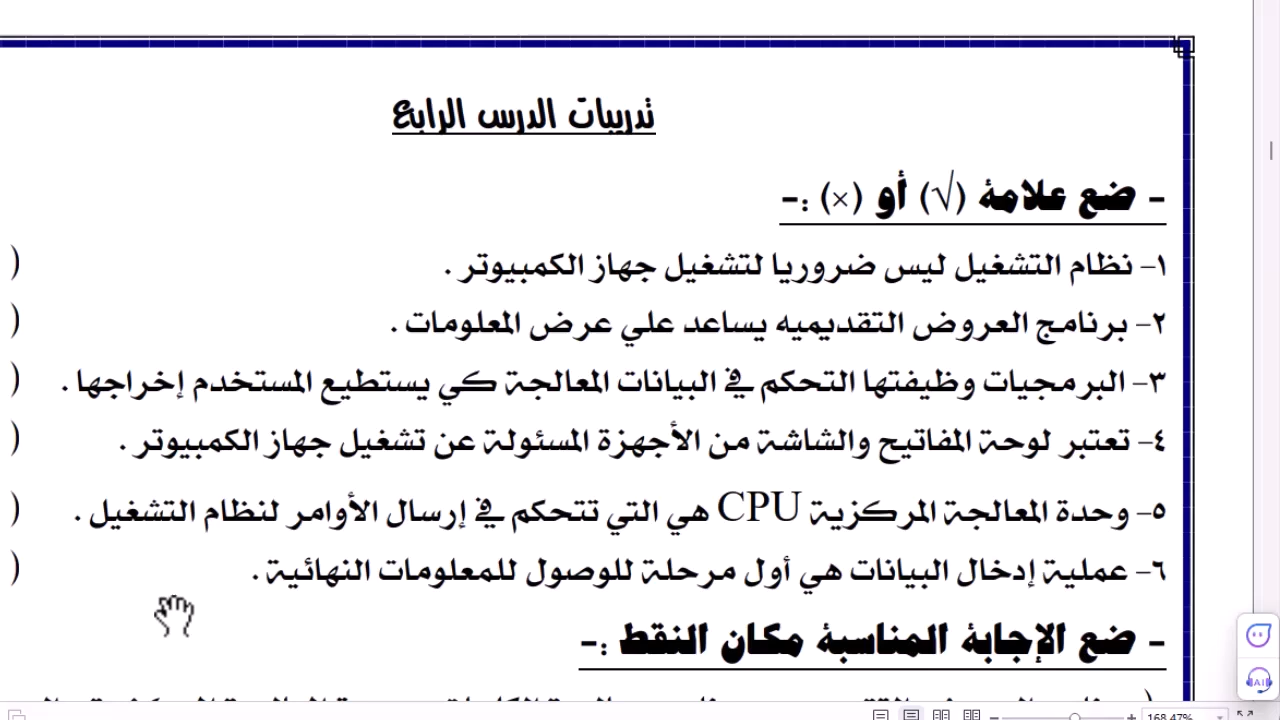 تدريبات الدرس الرابع
- ضع علامة (√) أو (×) :-
١- نظام التشغيل ليس ضروريا لتشغيل جهاز الكمبيوتر . (
٢- برنامج العروض التقديميه يساعد علي عرض المعلومات . (
٣- البرمجيات وظيفتها التحكم في البيانات المعالجة كي يستطيع المستخدم إخراجها . (
٤- تعتبر لوحة المفاتيح والشاشة من الأجهزة المسئولة عن تشغيل جهاز الكمبيوتر . (
٥- وحدة المعالجة المركزية CPU هي التي تتحكم في إرسال الأوامر لنظام التشغيل . (
٦- عملية إدخال البيانات هي أول مرحلة للوصول للمعلومات النهائية . (
- ضع الإجابة المناسبة مكان النقط :-
AI
168.47%